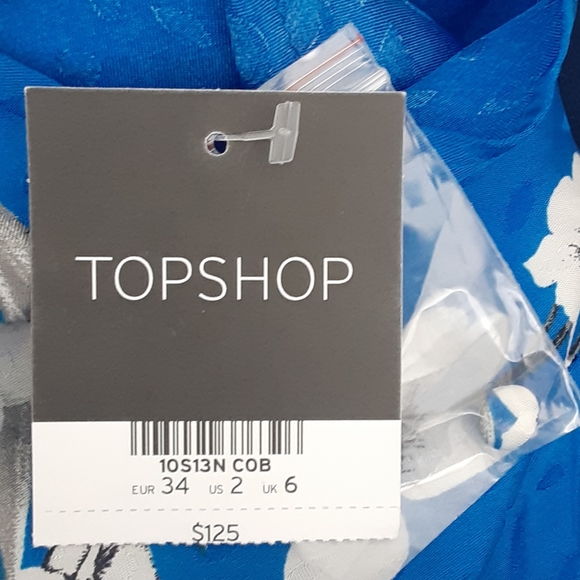 TOPSHOP
10S13N COB
EUR 34 US 2 UK 6
$125